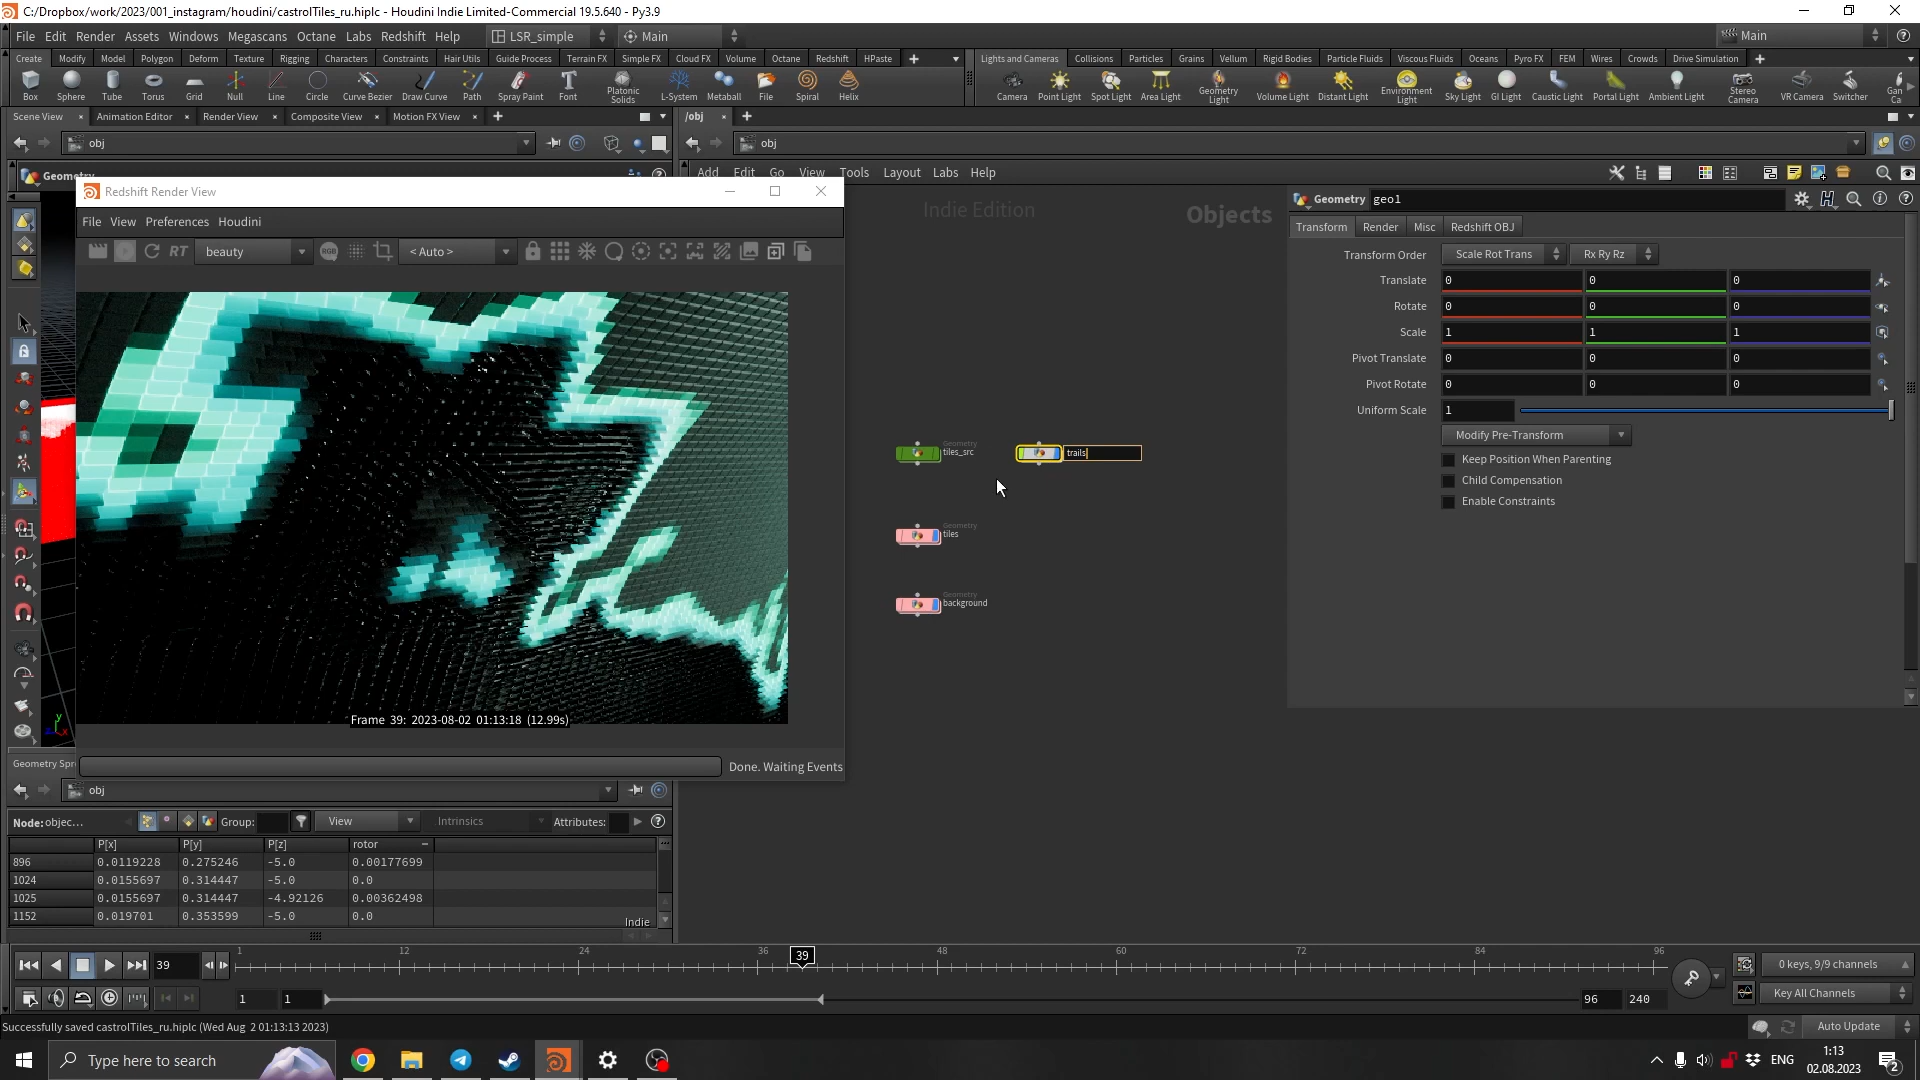 C:/Dropbox/work/2023/001_instagram/houdini/castrolTiles_ru.hiplc - Houdini Indie Limited-Commercial 19.5.640 - Py3.9
File Edit Render Assets Windows Megascans Octane Labs Redshift Help LSR_simple Main Main
Create Modify Model Polygon Deform Texture Rigging Characters Constraints Hair Utils Guide Process Terrain FX Simple FX Cloud FX Volume Octane Redshift HPaste
Lights and Cameras Collisions Particles Grains Vellum Rigid Bodies Particle Fluids Viscous Fluids Oceans Pyro FX FEM Wires Crowds Drive Simulation
Box Sphere Tube Torus Grid Null Line Circle Curve Bezier Draw Curve Path Spray Paint Font Platonic Solids L-System Metaball File Spiral Helix
Camera Point Light Spot Light Area Light Geometry Light Volume Light Distant Light Environment Light Sky Light GI Light Caustic Light Portal Light Ambient Light Stereo Camera VR Camera Switcher
Scene View Animation Editor Render View Composite View Motion FX View
/obj
obj
obj
Geometry
Add Edit Go View Tools Layout Labs Help
Redshift Render View
File View Preferences Houdini
RT beauty RGB < Auto >
Frame 39: 2023-08-02 01:13:18 (12.99s)
Done. Waiting Events
Indie Edition
Objects
Geometry
tiles_src
trails
Geometry
tiles
Geometry
background
Geometry geo1
Transform Render Misc Redshift OBJ
Transform Order Scale Rot Trans Rx Ry Rz
Translate 0 0 0
Rotate 0 0 0
Scale 1 1 1
Pivot Translate 0 0 0
Pivot Rotate 0 0 0
Uniform Scale 1
Modify Pre-Transform
Keep Position When Parenting
Child Compensation
Enable Constraints
Geometry Spr
obj
Node: objec... Group: View Intrinsics Attributes:
P[x] P[y] P[z] rotor
896 0.0119228 0.275246 -5.0 0.00177699
1024 0.0155697 0.314447 -5.0 0.0
1025 0.0155697 0.314447 -4.92126 0.00362498
1152 0.019701 0.353599 -5.0 0.0
Indie
39
1 12 24 36 39 48 60 72 84 96
0 keys, 9/9 channels
1 1 96 240
Key All Channels
Successfully saved castrolTiles_ru.hiplc (Wed Aug 2 01:13:13 2023)
Auto Update
Type here to search
ENG
1:13
02.08.2023
2